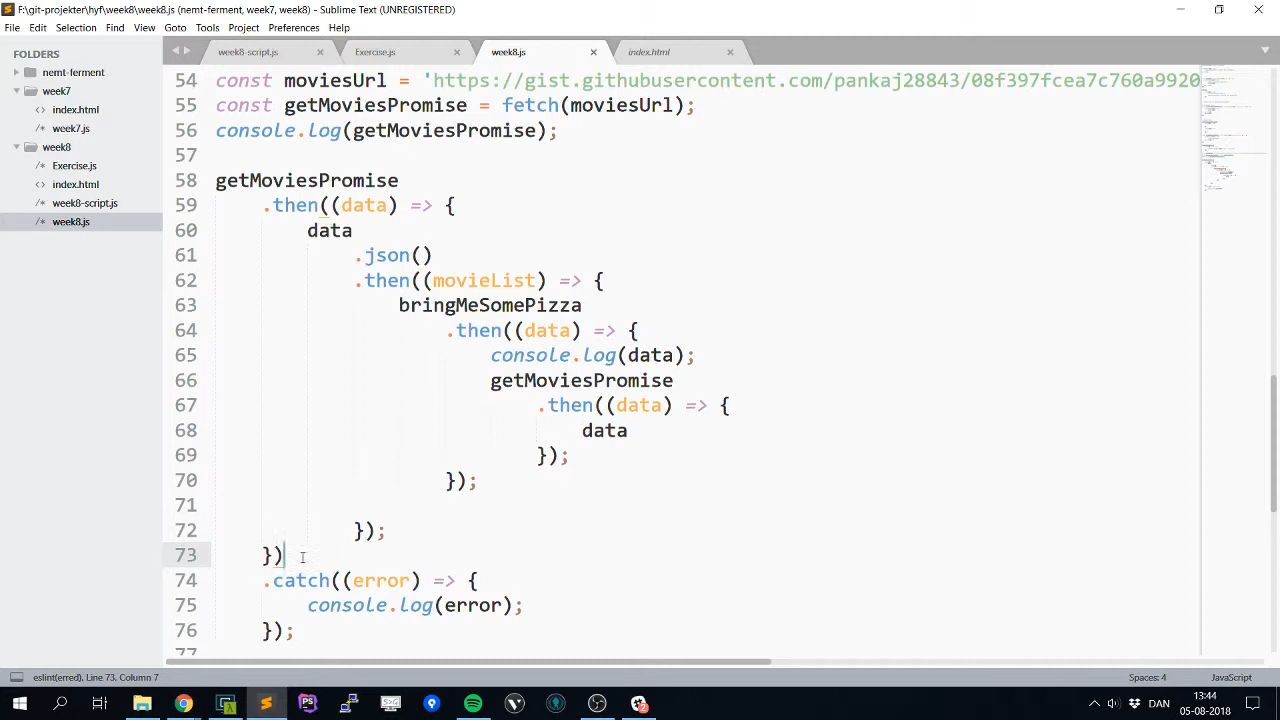 F:\git-projekter\hyf\week8\week8.js (nemt-ferment, week7, week8) - Sublime Text (UNREGISTERED)
File Edit Selection Find View Goto Tools Project Preferences Help
FOLDERS
nemt-ferment
week7
index.html
week7.js
week8
Exercise.js
index.html
week8-script.js
week8.js
week8-script.js Exercise.js week8.js index.html
54 const moviesUrl = 'https://gist.githubusercontent.com/pankaj28843/08f397fcea7c760a9920
55 const getMoviesPromise = fetch(moviesUrl);
56 console.log(getMoviesPromise);
57
58 getMoviesPromise
59 .then((data) => {
60 data
61 .json()
62 .then((movieList) => {
63 bringMeSomePizza
64 .then((data) => {
65 console.log(data);
66 getMoviesPromise
67 .then((data) => {
68 data
69 });
70 });
71
72 });
73 })
74 .catch((error) => {
75 console.log(error);
76 });
77
eslint(erred), Line 73, Column 7 Spaces: 4 JavaScript
DAN 13:44
05-08-2018